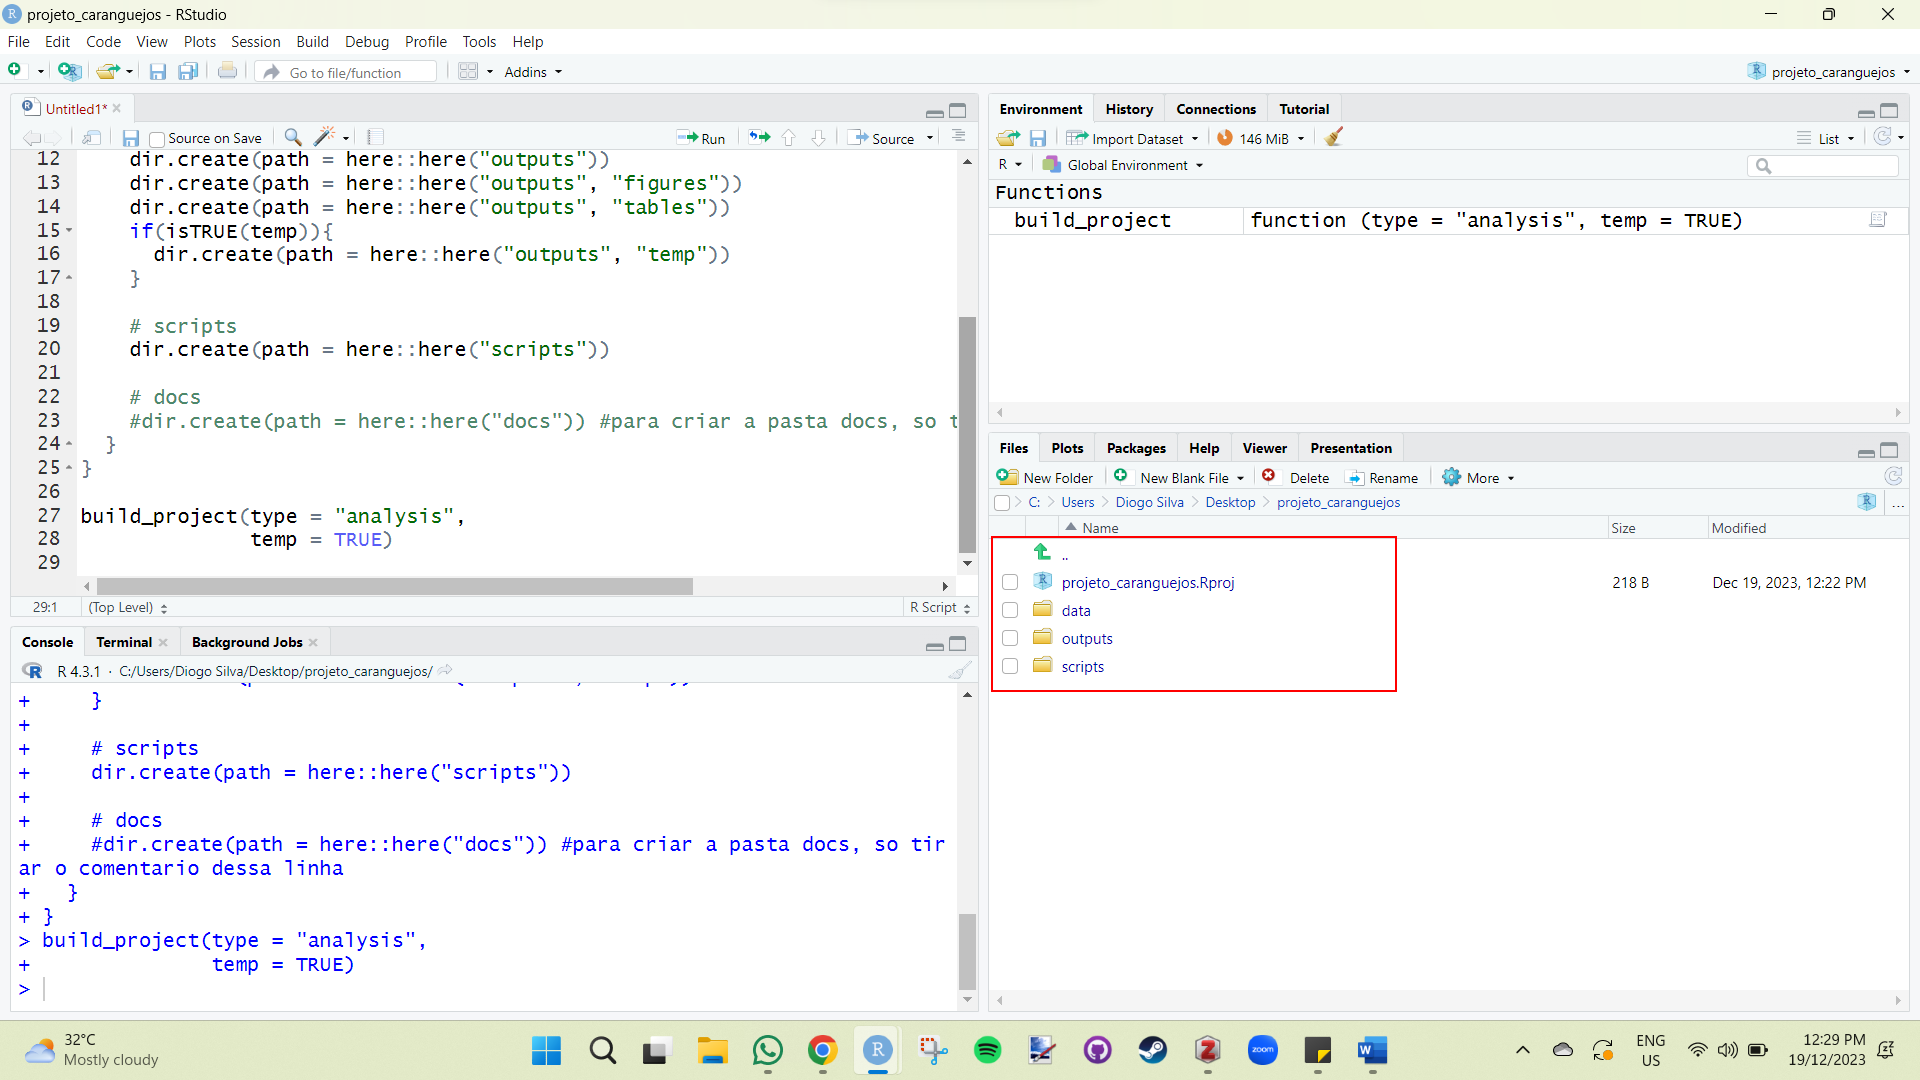 projeto_caranguejos - RStudio
File Edit Code View Plots Session Build Debug Profile Tools Help
Go to file/function Addins projeto_caranguejos
Untitled1*
Source on Save Run Source
12 dir.create(path = here::here("outputs"))
13 dir.create(path = here::here("outputs", "figures"))
14 dir.create(path = here::here("outputs", "tables"))
15 if(isTRUE(temp)){
16 dir.create(path = here::here("outputs", "temp"))
17 }
18
19 # scripts
20 dir.create(path = here::here("scripts"))
21
22 # docs
23 #dir.create(path = here::here("docs")) #para criar a pasta docs, so t
24 }
25 }
26
27 build_project(type = "analysis",
28 temp = TRUE)
29
29:1 (Top Level) R Script
Console Terminal Background Jobs
R 4.3.1 · C:/Users/Diogo Silva/Desktop/projeto_caranguejos/
+ }
+
+ # scripts
+ dir.create(path = here::here("scripts"))
+
+ # docs
+ #dir.create(path = here::here("docs")) #para criar a pasta docs, so tir
ar o comentario dessa linha
+ }
+ }
> build_project(type = "analysis",
+ temp = TRUE)
>
Environment History Connections Tutorial
Import Dataset 146 MiB List
R Global Environment
Functions
build_project function (type = "analysis", temp = TRUE)
Files Plots Packages Help Viewer Presentation
New Folder New Blank File Delete Rename More
C: Users Diogo Silva Desktop projeto_caranguejos ...
Name Size Modified
..
projeto_caranguejos.Rproj 218 B Dec 19, 2023, 12:22 PM
data
outputs
scripts
32°C
Mostly cloudy
zoom
ENG
US
12:29 PM
19/12/2023